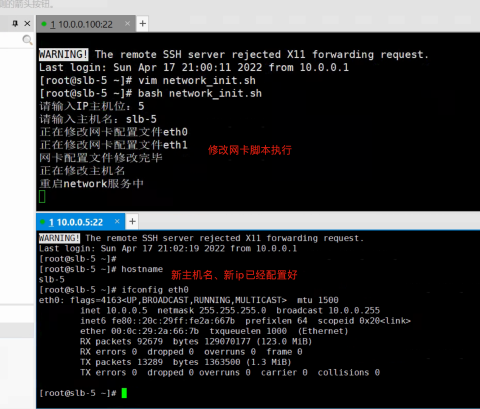 1 10.0.0.100:22
WARNING! The remote SSH server rejected X11 forwarding request.
Last login: Sun Apr 17 21:00:11 2022 from 10.0.0.1
[root@slb-5 ~]# vim network_init.sh
[root@slb-5 ~]# bash network_init.sh
请输入IP主机位：5
请输入主机名：slb-5
正在修改网卡配置文件eth0
正在修改网卡配置文件eth1
修改网卡脚本执行
网卡配置文件修改完毕
正在修改主机名
重启network服务中
1 10.0.0.5:22
WARNING! The remote SSH server rejected X11 forwarding request.
Last login: Sun Apr 17 21:02:19 2022 from 10.0.0.1
[root@slb-5 ~]#
[root@slb-5 ~]# hostname
新主机名、新ip已经配置好
slb-5
[root@slb-5 ~]# ifconfig eth0
eth0: flags=4163<UP,BROADCAST,RUNNING,MULTICAST> mtu 1500
inet 10.0.0.5 netmask 255.255.255.0 broadcast 10.0.0.255
inet6 fe80::20c:29ff:fe2a:667b prefixlen 64 scopeid 0x20<link>
ether 00:0c:29:2a:66:7b txqueuelen 1000 (Ethernet)
RX packets 92679 bytes 129070177 (123.0 MiB)
RX errors 0 dropped 0 overruns 0 frame 0
TX packets 13289 bytes 1363500 (1.3 MiB)
TX errors 0 dropped 0 overruns 0 carrier 0 collisions 0
[root@slb-5 ~]#